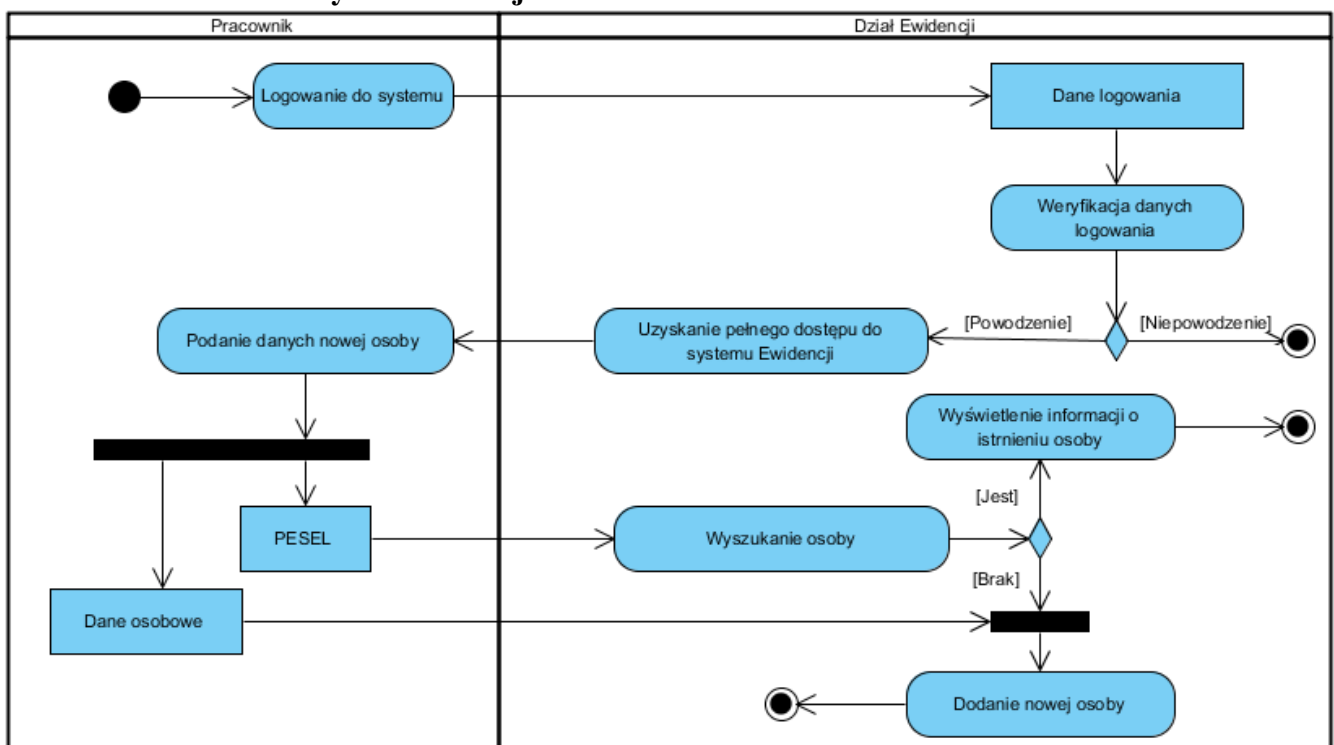 Pracownik
Dział Ewidencji
Logowanie do systemu
Dane logowania
Weryfikacja danych
logowania
[Powodzenie]
[Niepowodzenie]
Uzyskanie pełnego dostępu do
systemu Ewidencji
Podanie danych nowej osoby
Wyświetlenie informacji o
istrnieniu osoby
[Jest]
PESEL
Wyszukanie osoby
[Brak]
Dane osobowe
Dodanie nowej osoby